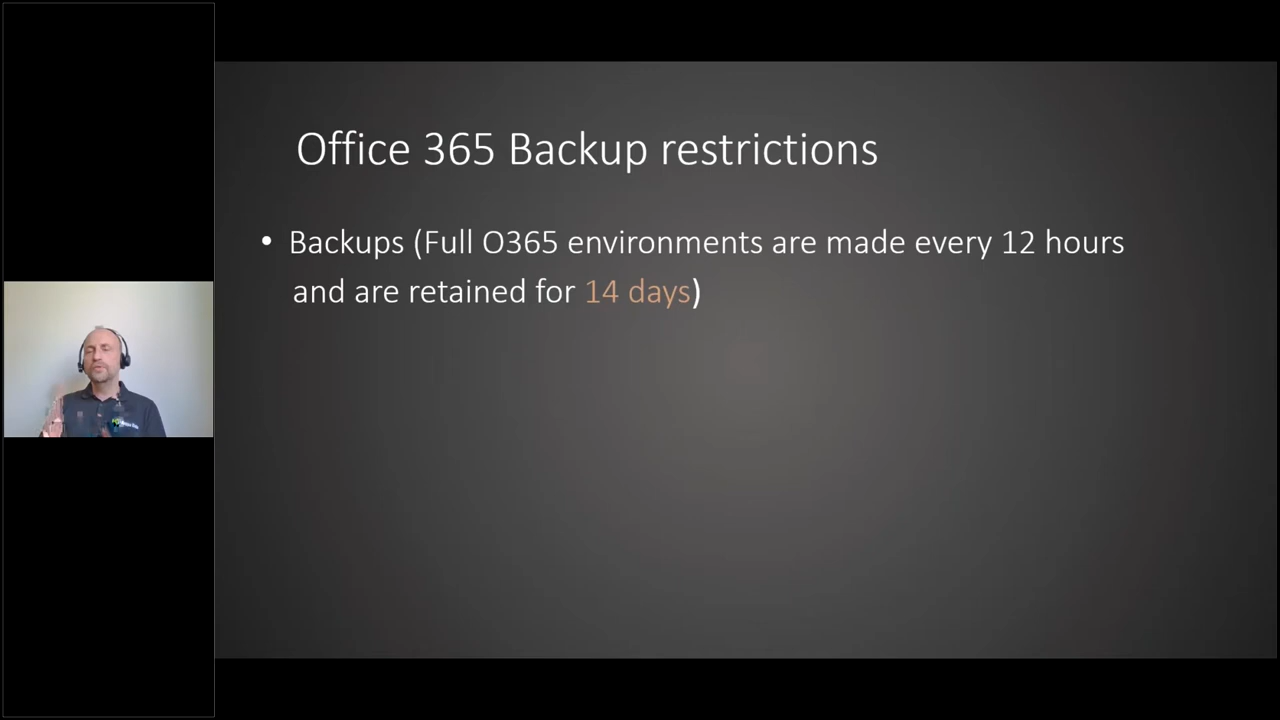 Office 365 Backup restrictions
• Backups (Full O365 environments are made every 12 hours
and are retained for 14 days)